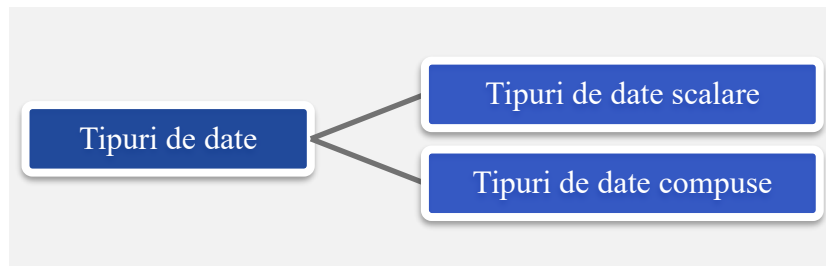 Tipuri de date
Tipuri de date scalare
Tipuri de date compuse